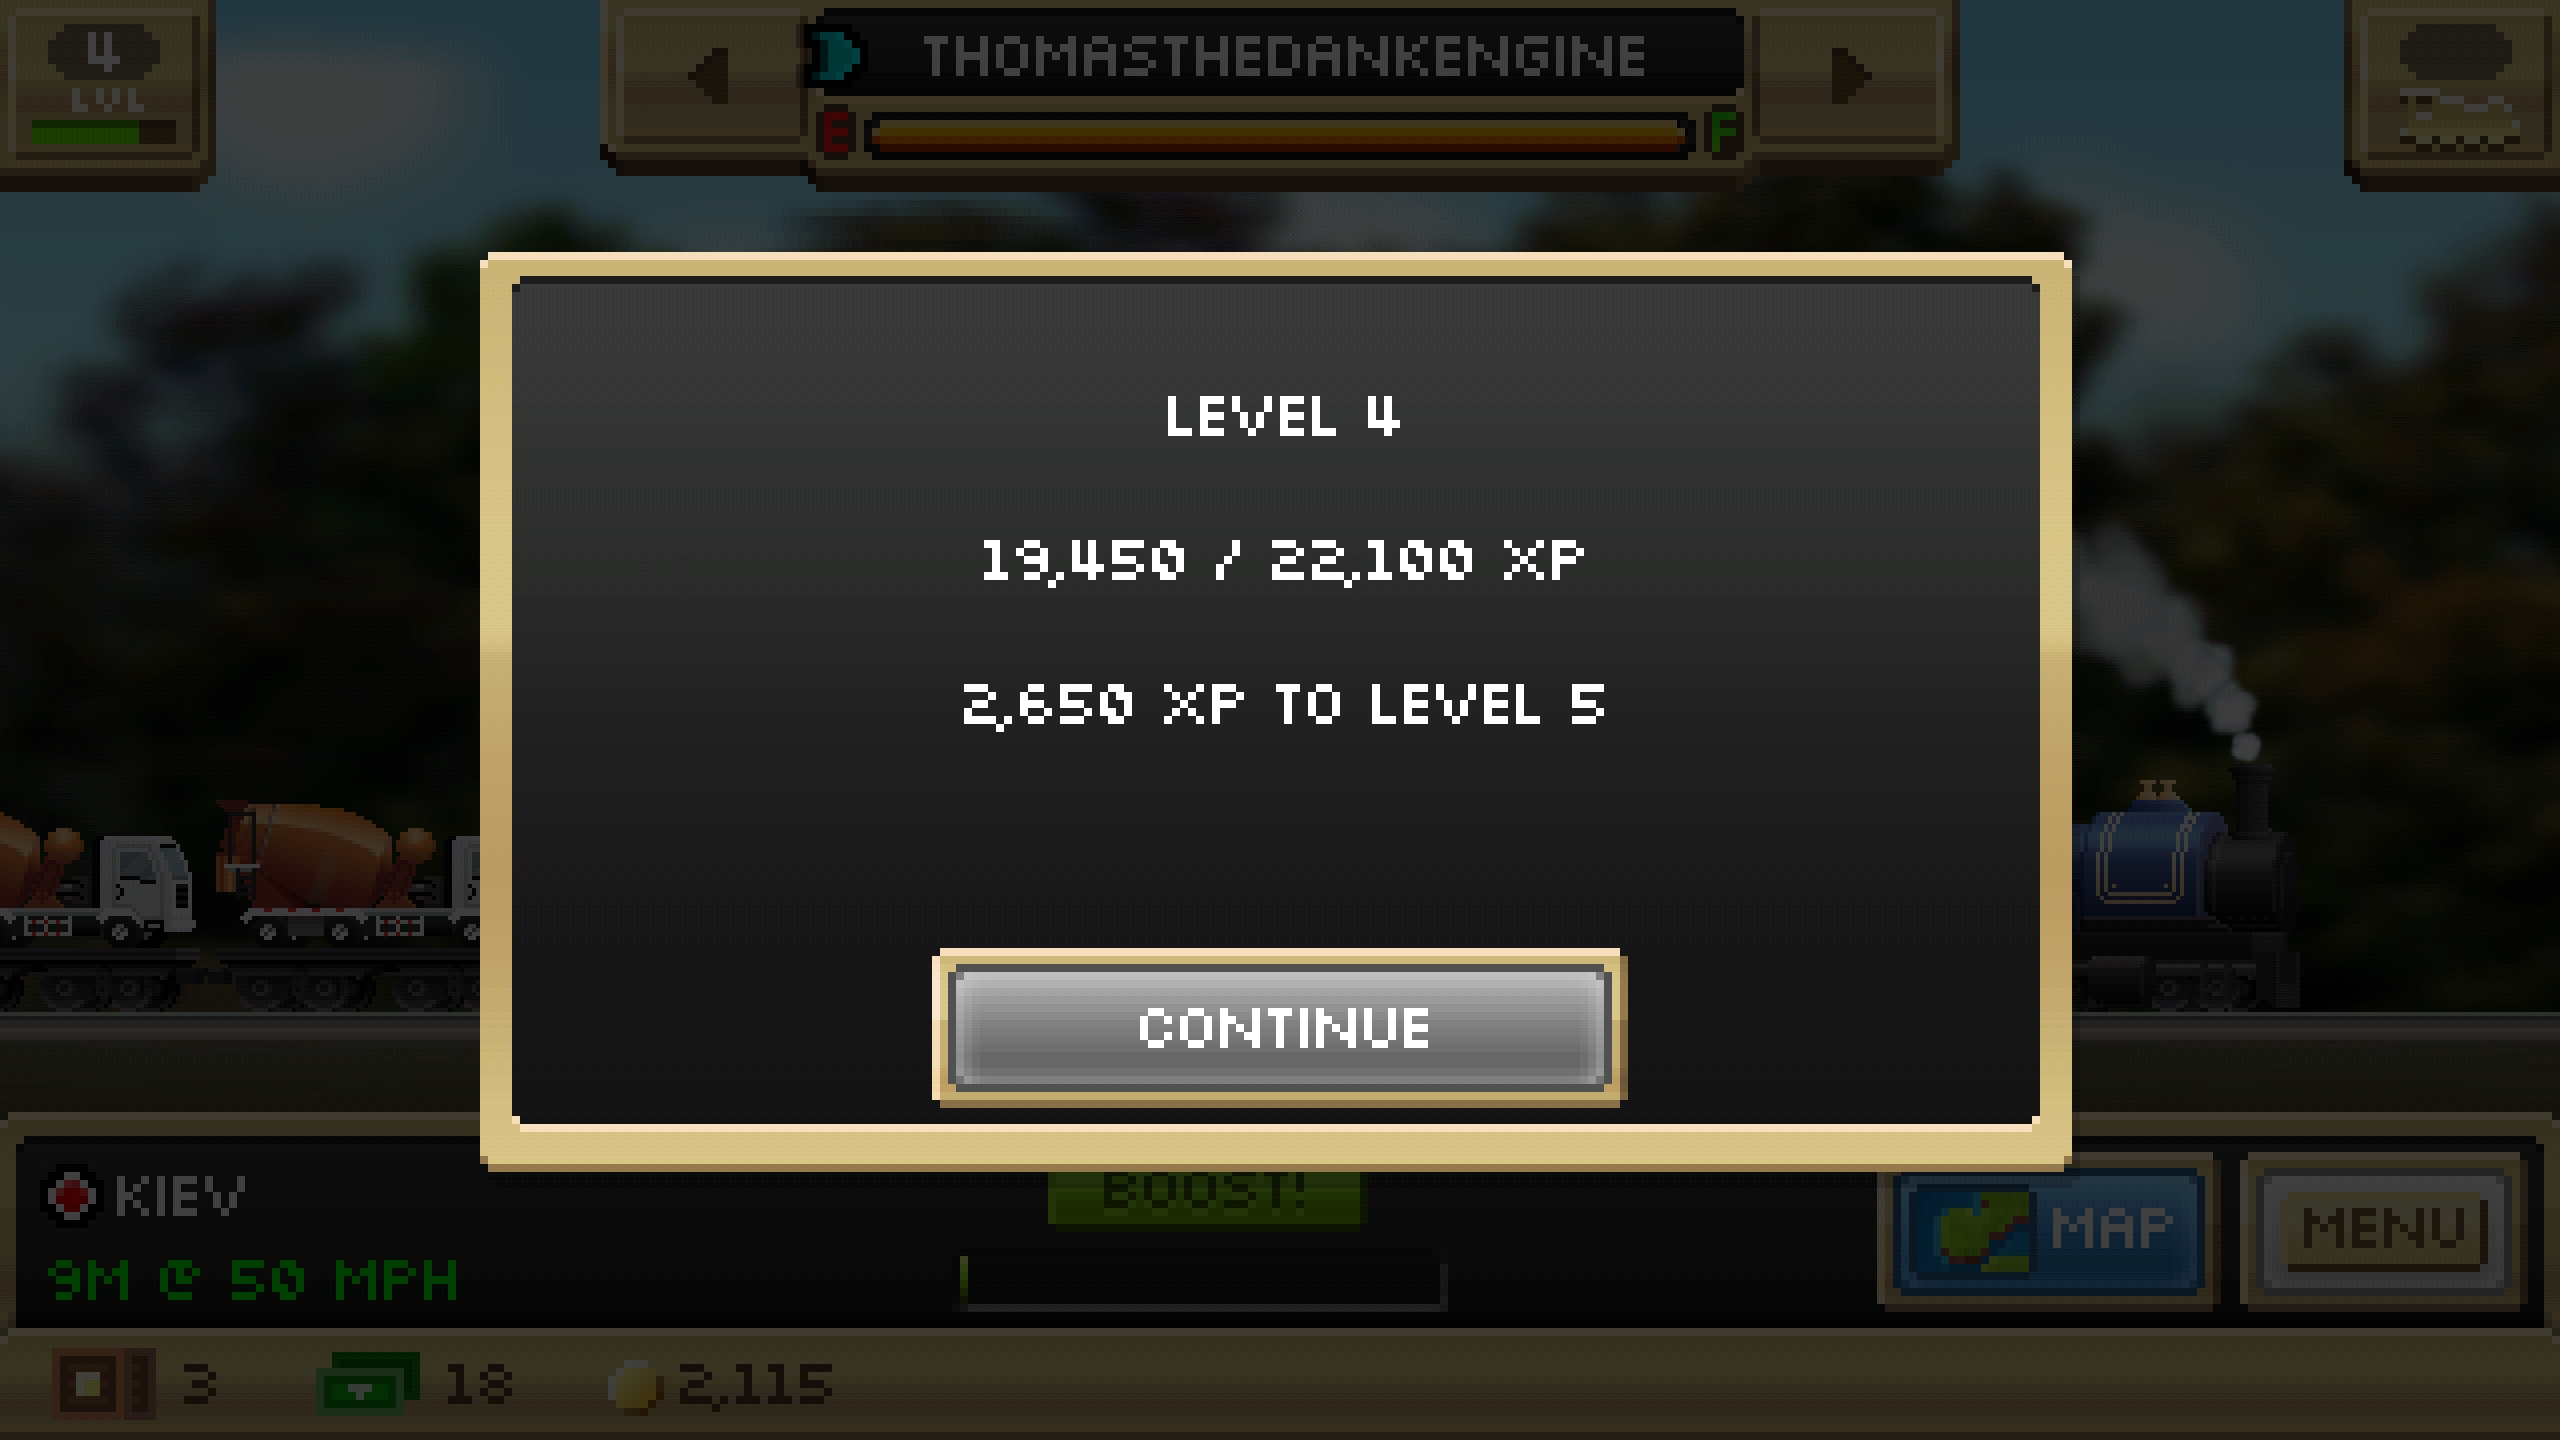 4
LVL
THOMASTHEDANKENGINE
E F
LEVEL 4
19,450 / 22,100 XP
2,650 XP TO LEVEL 5
CONTINUE
KIEV
9M @ 50 MPH
BOOST!
MAP
MENU
3 18 2,115